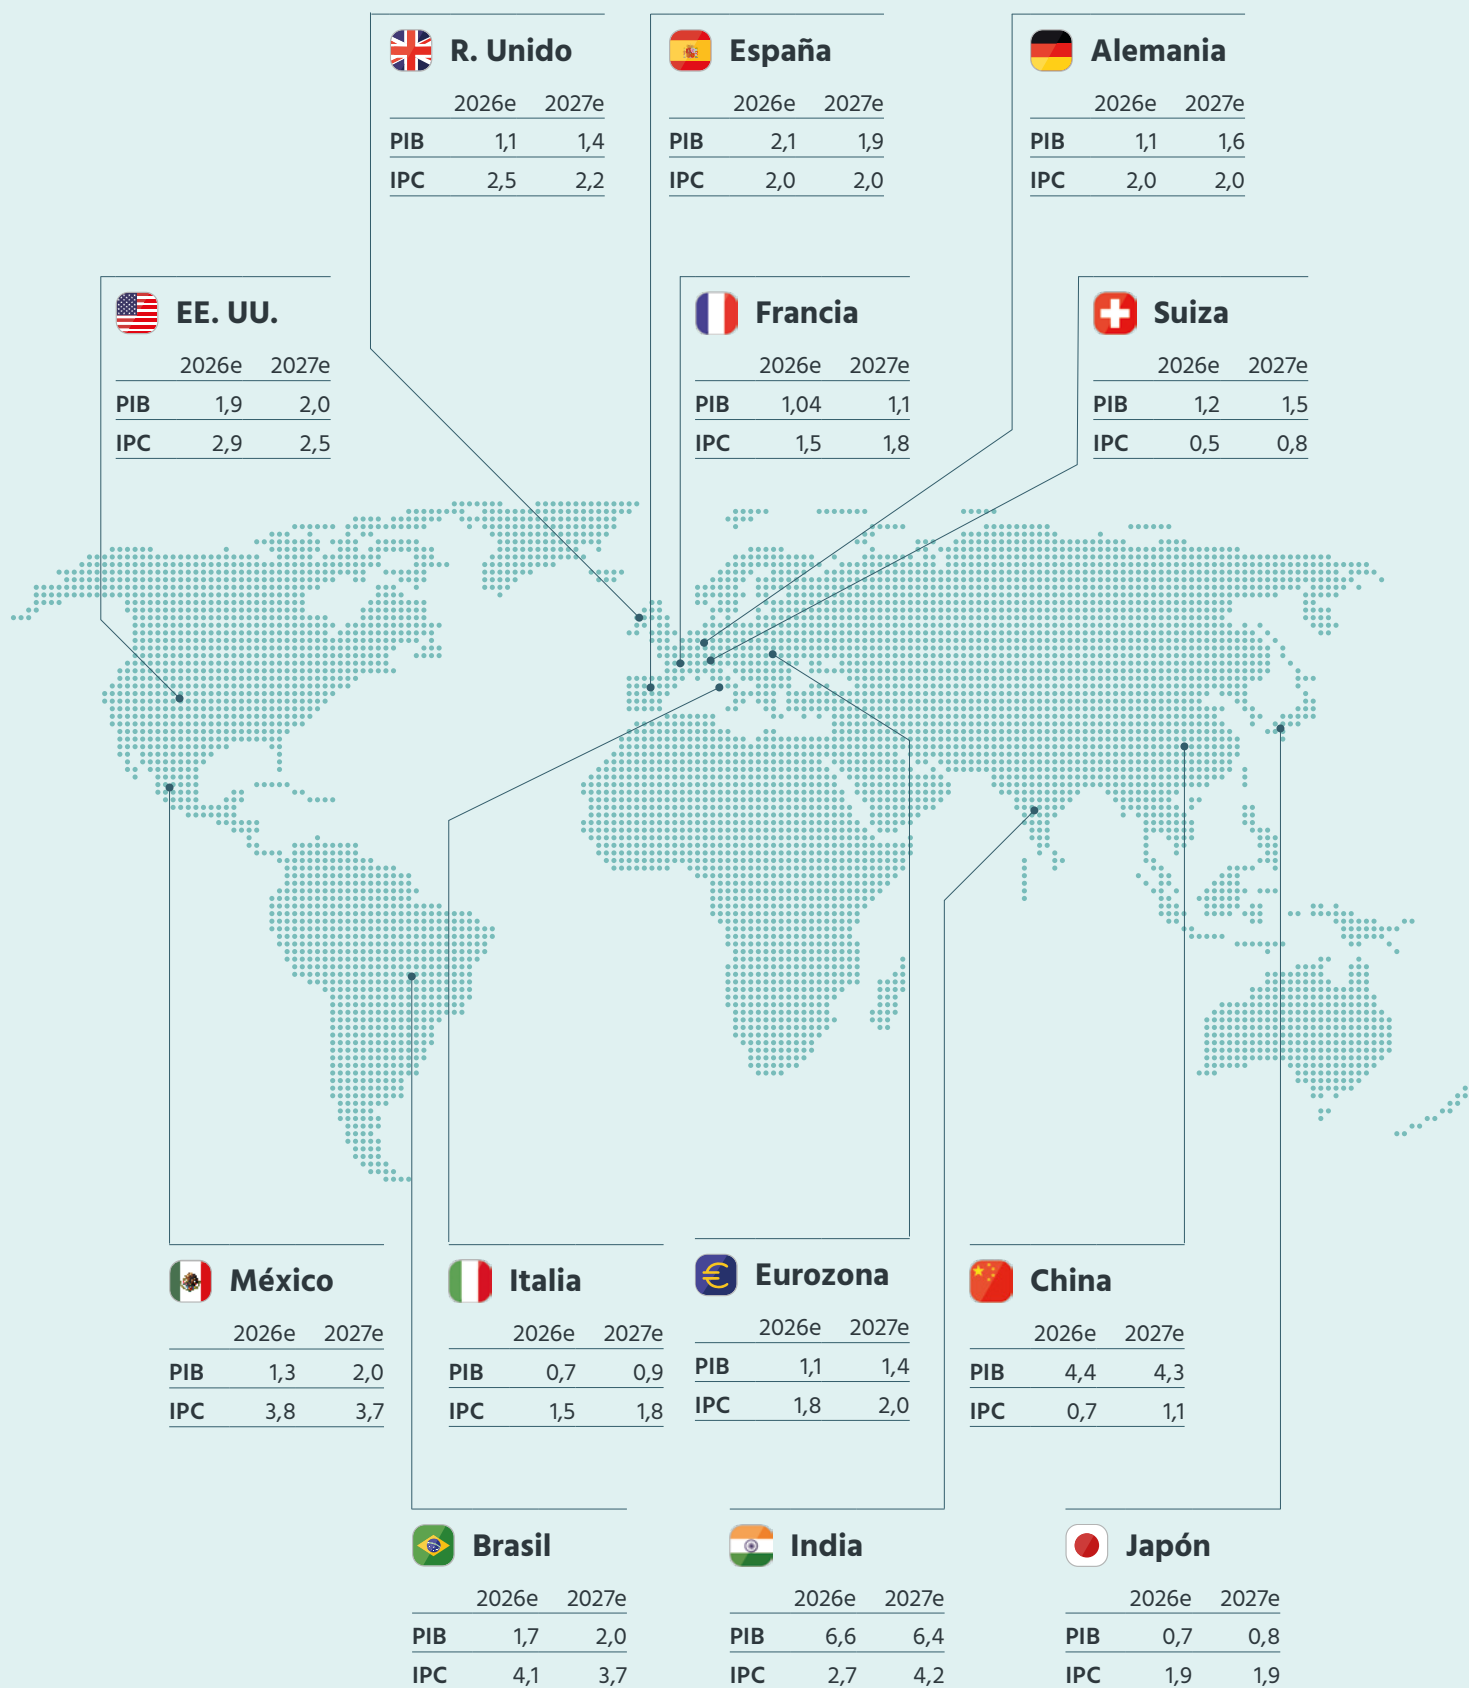 R. Unido
2026e 2027e
PIB 1,1 1,4
IPC 2,5 2,2
España
2026e 2027e
PIB 2,1 1,9
IPC 2,0 2,0
Alemania
2026e 2027e
PIB 1,1 1,6
IPC 2,0 2,0
EE. UU.
2026e 2027e
PIB 1,9 2,0
IPC 2,9 2,5
Francia
2026e 2027e
PIB 1,04 1,1
IPC 1,5 1,8
Suiza
2026e 2027e
PIB 1,2 1,5
IPC 0,5 0,8
México
2026e 2027e
PIB 1,3 2,0
IPC 3,8 3,7
Italia
2026e 2027e
PIB 0,7 0,9
IPC 1,5 1,8
€ Eurozona
2026e 2027e
PIB 1,1 1,4
IPC 1,8 2,0
China
2026e 2027e
PIB 4,4 4,3
IPC 0,7 1,1
Brasil
2026e 2027e
PIB 1,7 2,0
IPC 4,1 3,7
India
2026e 2027e
PIB 6,6 6,4
IPC 2,7 4,2
Japón
2026e 2027e
PIB 0,7 0,8
IPC 1,9 1,9